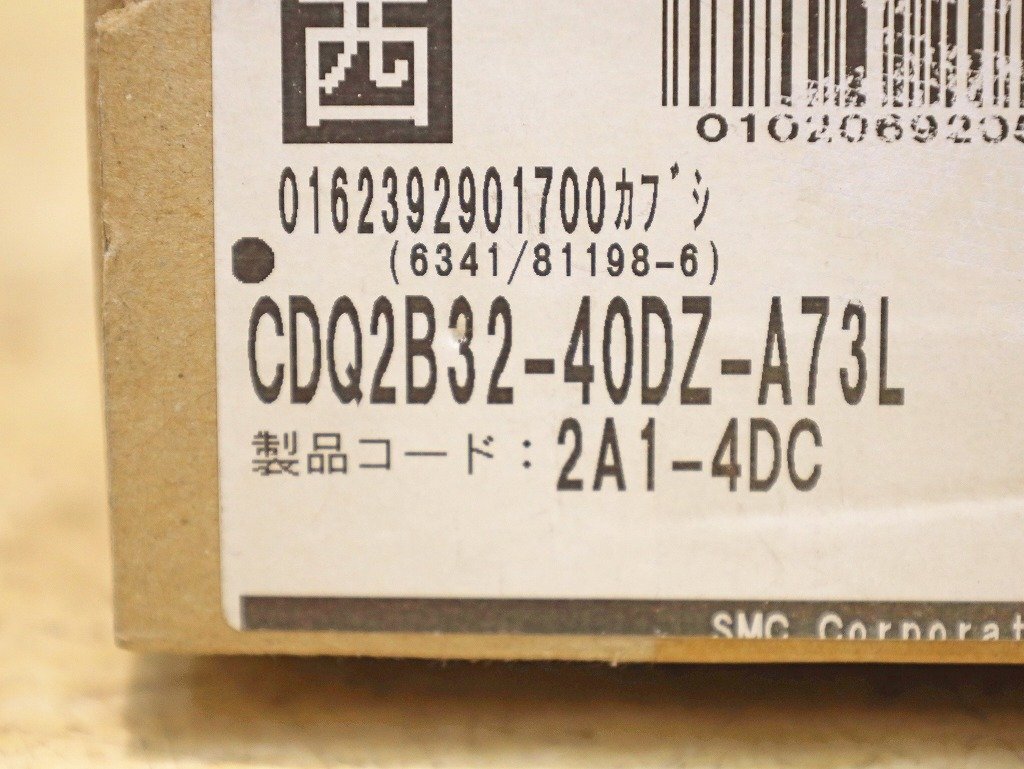 西
0102069205
0162392901700カブシ
(6341/81198-6)
CDQ2B32-40DZ-A73L
製品コード:2A1-4DC
SMC Corporat